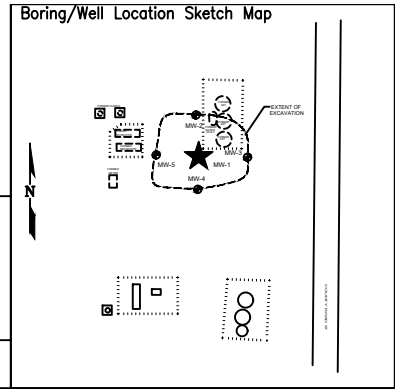 Boring/Well Location Sketch Map
EXTENT OF
EXCAVATION
MW-2
MW-3
MW-5
MW-1
MW-4
N